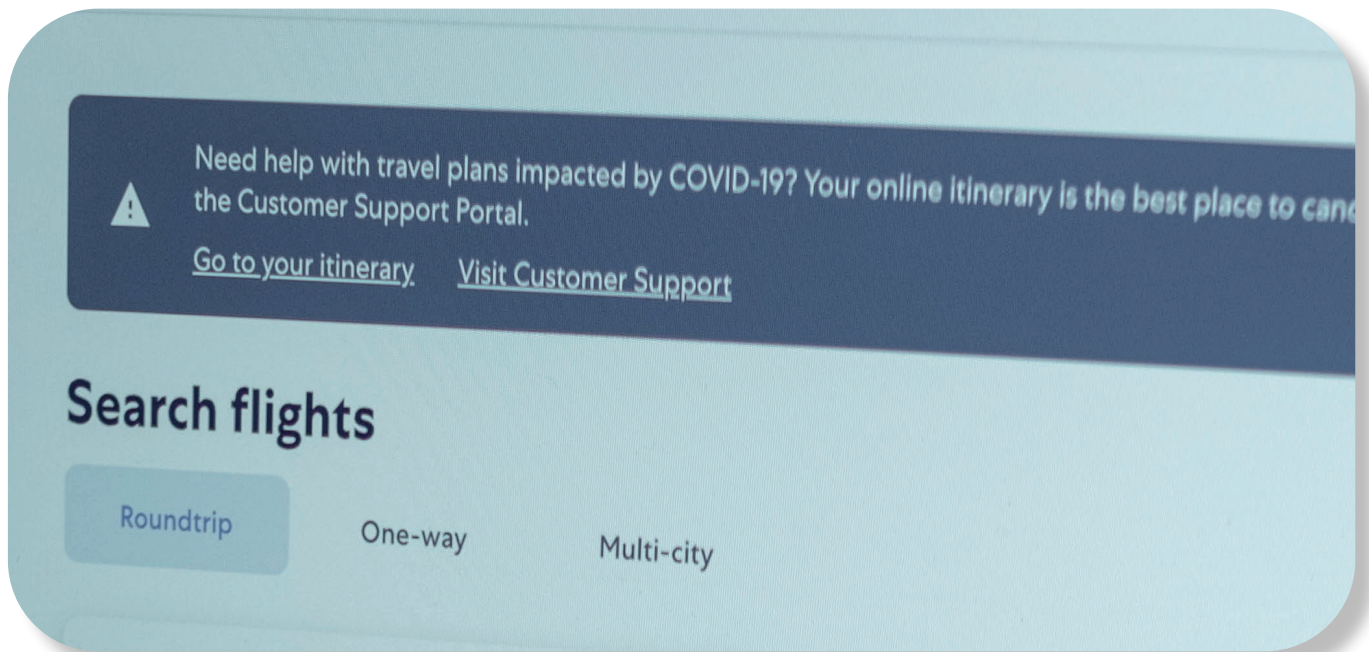 Need help with travel plans impacted by COVID-19? Your online itinerary is the best place to
the Customer Support Portal.
Go to your itinerary Visit Customer Support
Search flights
Roundtrip One-way Multi-city